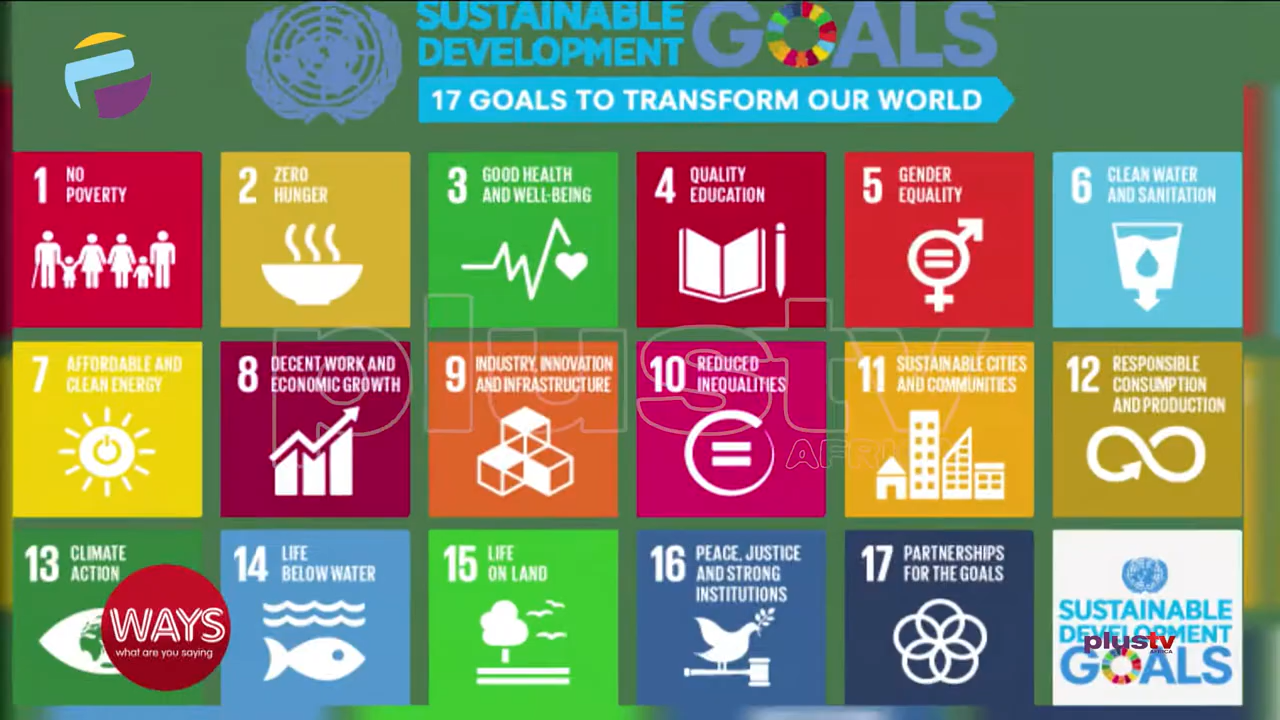 SUSTAINABLE
DEVELOPMENT
GOALS
17 GOALS TO TRANSFORM OUR WORLD
1 NO
POVERTY
2 ZERO
HUNGER
3 GOOD HEALTH
AND WELL-BEING
4 QUALITY
EDUCATION
5 GENDER
EQUALITY
6 CLEAN WATER
AND SANITATION
7 AFFORDABLE AND
CLEAN ENERGY
8 DECENT WORK AND
ECONOMIC GROWTH
9 INDUSTRY, INNOVATION
AND INFRASTRUCTURE
10 REDUCED
INEQUALITIES
11 SUSTAINABLE CITIES
AND COMMUNITIES
12 RESPONSIBLE
CONSUMPTION
AND PRODUCTION
plustv
AFRICA
13 CLIMATE
ACTION
14 LIFE
BELOW WATER
15 LIFE
ON LAND
16 PEACE, JUSTICE
AND STRONG
INSTITUTIONS
17 PARTNERSHIPS
FOR THE GOALS
SUSTAINABLE
DEVELOPMENT
GOALS
WAYS
what are you saying
plustv
AFRICA